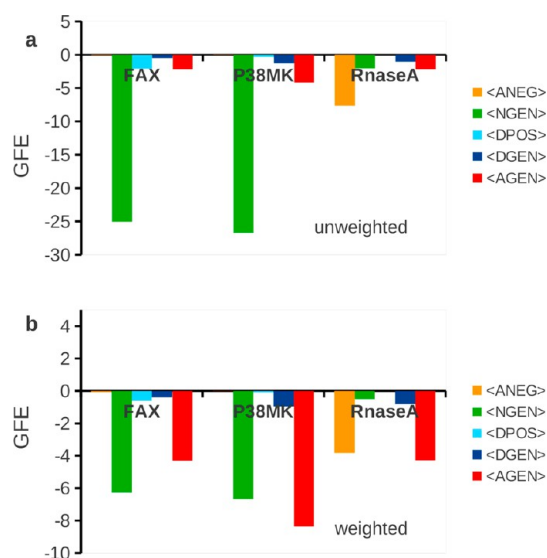 a
5
0
-5
-10
-15
-20
-25
-30
GFE
FAX P38MK RnaseA
unweighted
<ANEG>
<NGEN>
<DPOS>
<DGEN>
<AGEN>
b
4
2
0
-2
-4
-6
-8
-10
GFE
FAX P38MK RnaseA
weighted
<ANEG>
<NGEN>
<DPOS>
<DGEN>
<AGEN>